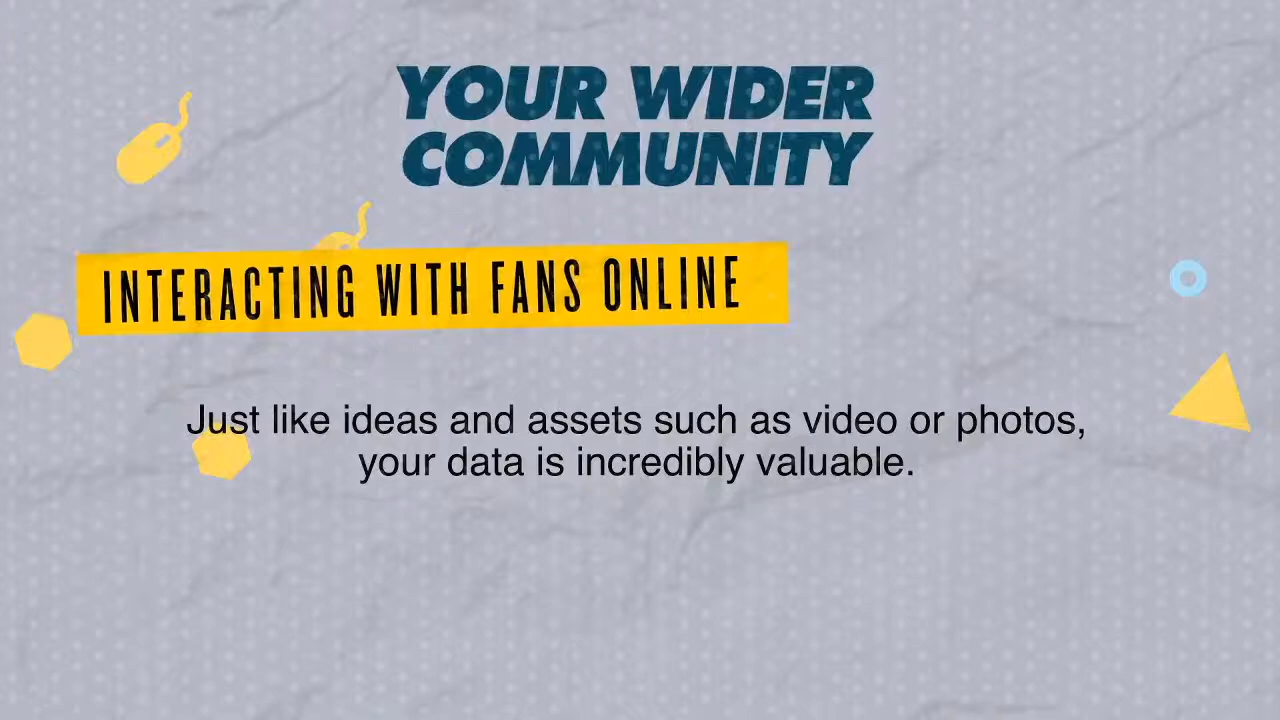 YOUR WIDER
COMMUNITY
INTERACTING WITH FANS ONLINE
Just like ideas and assets such as video or photos,
your data is incredibly valuable.